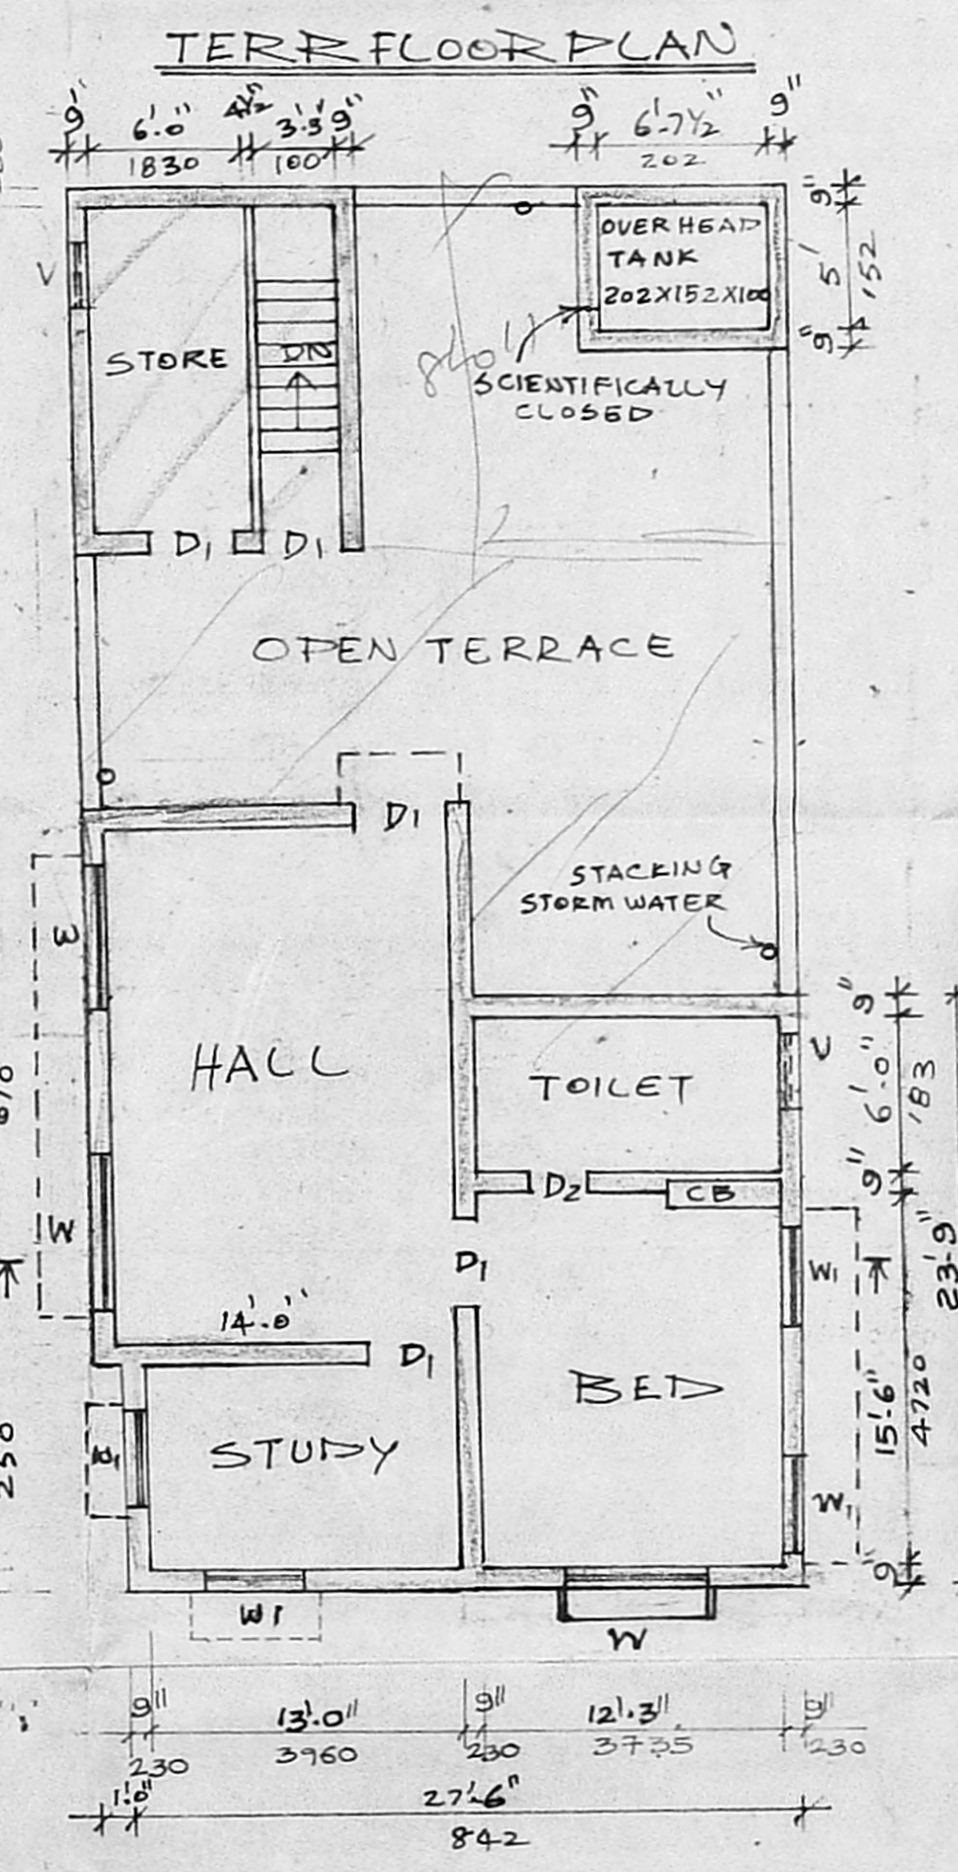 TERR FLOOR PLAN
9" 6'.0" 4½" 3'.3" 9" 9" 6'-7½" 9"
1830 100 202
OVER HEAD
TANK
202X152X100
9"
5'
152
9"
V
STORE
DN
SCIENTIFICALLY
CLOSED
D1 D1
OPEN TERRACE
D1
STACKING
STORM WATER
W
HALL
TOILET
V
9"
6'.0"
183
9"
D2 CB
W
D1
W1
23'-9"
14'.0"
D1
BED
15'-6"
4720
STUDY
W1
W1
9"
W1
W
9" 13'.0" 9" 12'.3" 9"
230 3960 230 3735 230
1'.0" 27'-6"
842